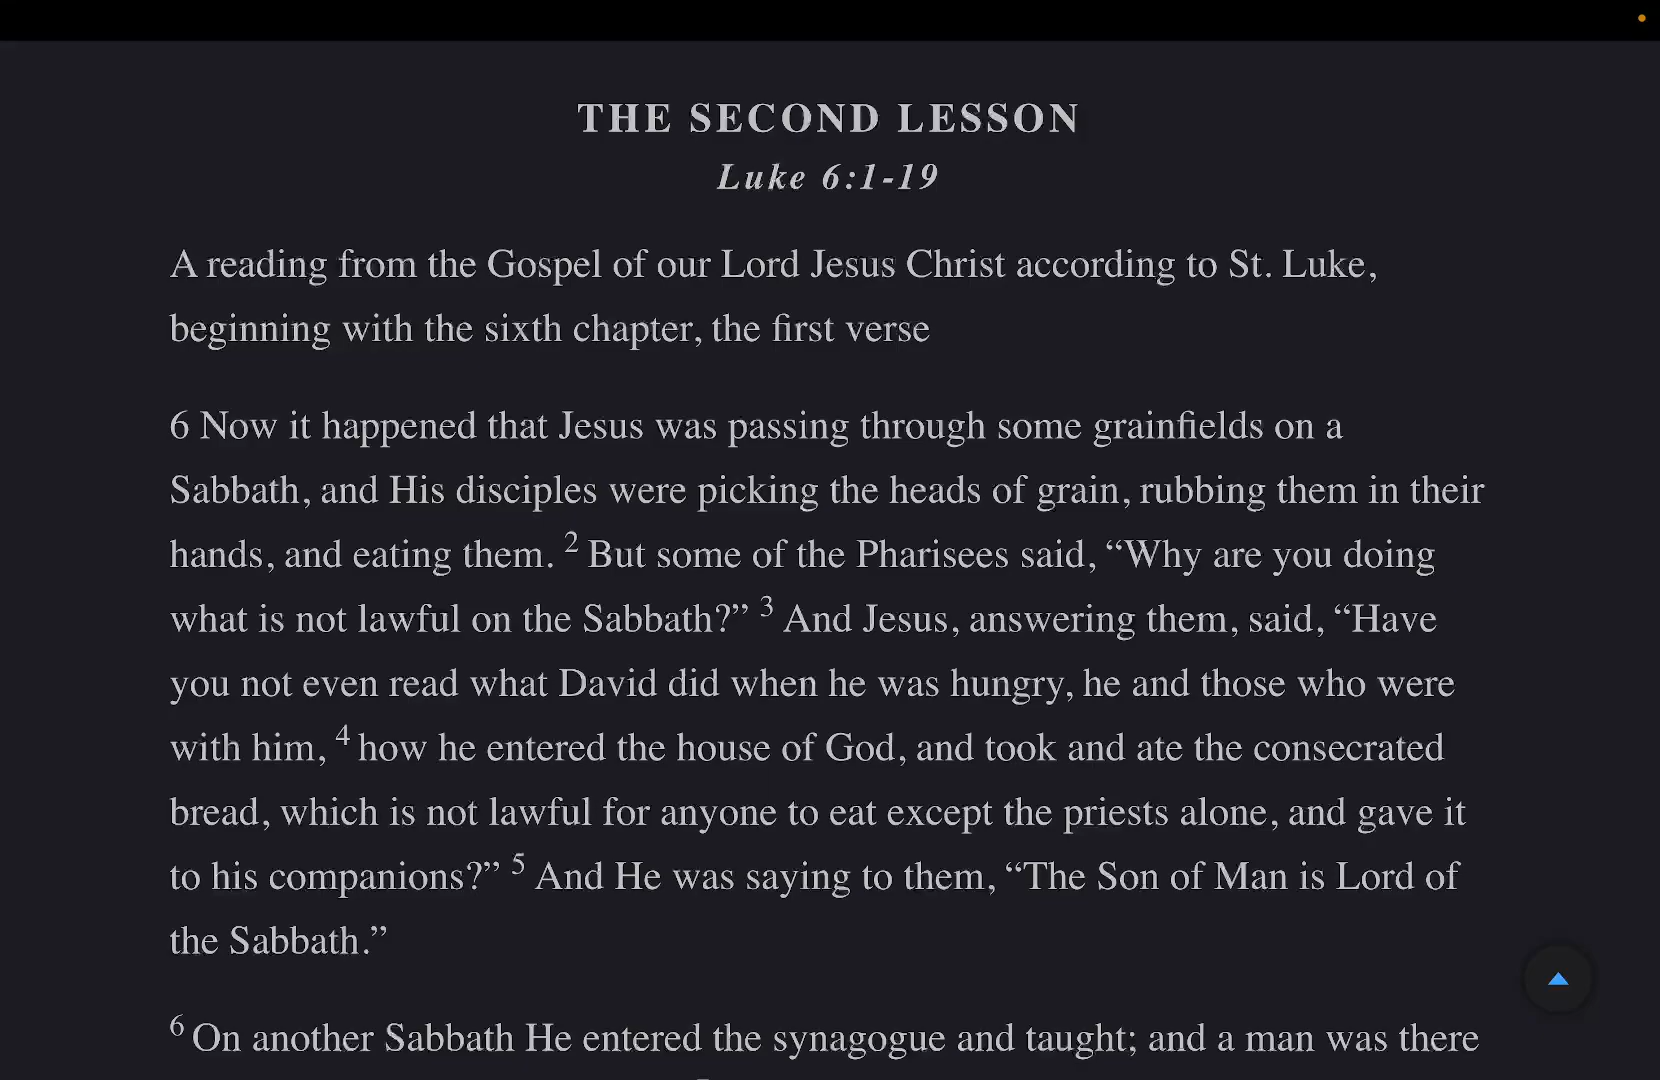 THE SECOND LESSON
Luke 6:1-19
A reading from the Gospel of our Lord Jesus Christ according to St. Luke,
beginning with the sixth chapter, the first verse
6 Now it happened that Jesus was passing through some grainfields on a
Sabbath, and His disciples were picking the heads of grain, rubbing them in their
hands, and eating them. 2 But some of the Pharisees said, “Why are you doing
what is not lawful on the Sabbath?” 3 And Jesus, answering them, said, “Have
you not even read what David did when he was hungry, he and those who were
with him, 4 how he entered the house of God, and took and ate the consecrated
bread, which is not lawful for anyone to eat except the priests alone, and gave it
to his companions?” 5 And He was saying to them, “The Son of Man is Lord of
the Sabbath.”
6 On another Sabbath He entered the synagogue and taught; and a man was there